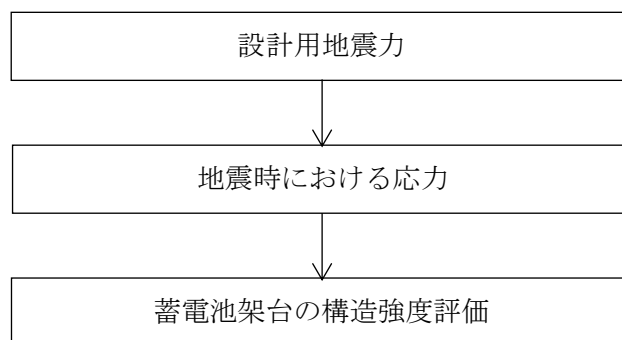 設計用地震力
地震時における応力
蓄電池架台の構造強度評価